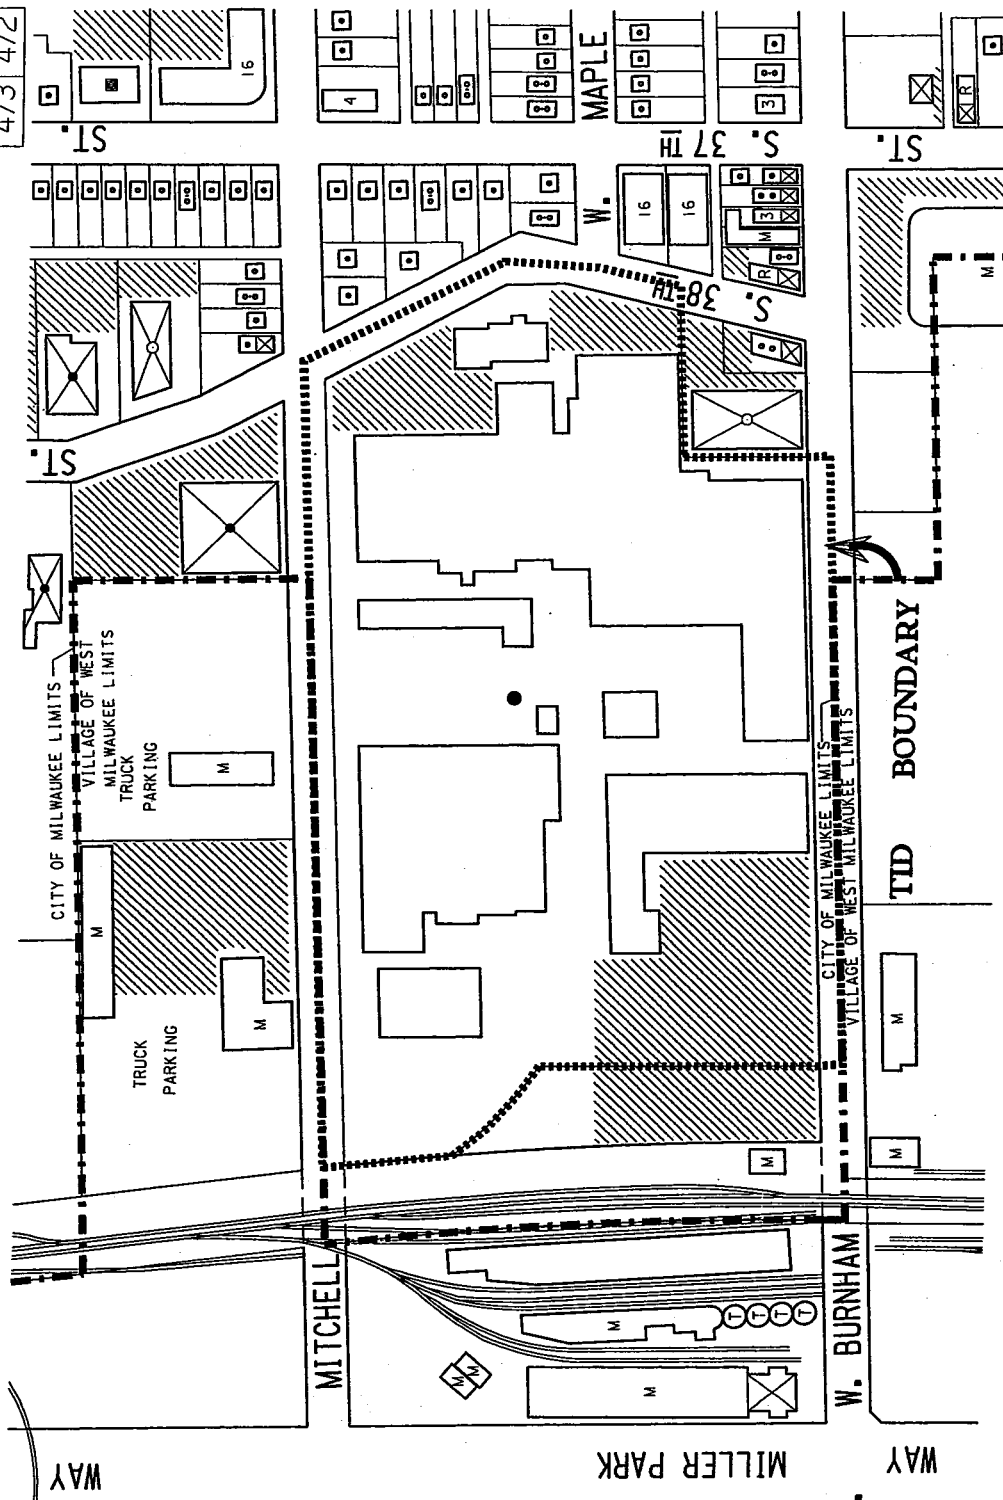 473 472
ST.
16
4
MAPLE
3
S. 37TH
ST.
W.
16
16
3
M
R
R
M
S. 38TH
ST.
CITY OF MILWAUKEE LIMITS
VILLAGE OF WEST
MILWAUKEE LIMITS
TRUCK
PARKING
M
M
TRUCK
PARKING
M
CITY OF MILWAUKEE LIMITS
VILLAGE OF WEST MILWAUKEE LIMITS
TID BOUNDARY
M
M
M
MITCHELL
W. BURNHAM
M
T
T
T
T
M
M
M
WAY
MILLER PARK
WAY